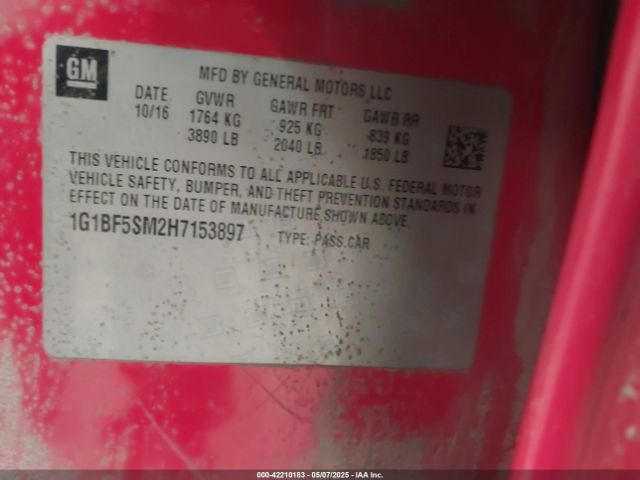 GM
MFD BY GENERAL MOTORS LLC
DATE GVWR GAWR FRT GAWR RR
10/16 1764 KG 925 KG 839 KG
3890 LB 2040 LB 1850 LB
THIS VEHICLE CONFORMS TO ALL APPLICABLE U.S. FEDERAL MOTOR
VEHICLE SAFETY, BUMPER, AND THEFT PREVENTION STANDARDS IN
EFFECT ON THE DATE OF MANUFACTURE SHOWN ABOVE.
1G1BF5SM2H7153897 TYPE: PASS.CAR
000-42210183 - 05/07/2025 - IAA Inc.